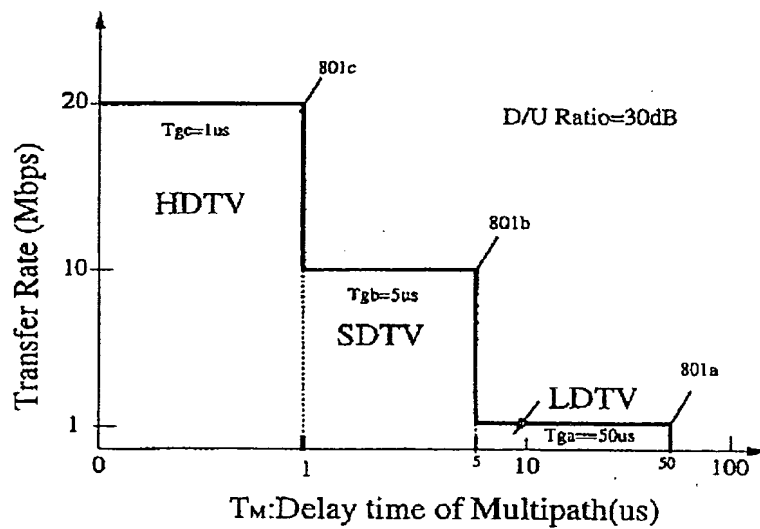 801c
20
Tgc=1us
D/U Ratio=30dB
HDTV
801b
10
Tgb=5us
SDTV
801a
LDTV
1
Tga=50us
0
1
5
10
50
100
Transfer Rate (Mbps)
TM:Delay time of Multipath(us)